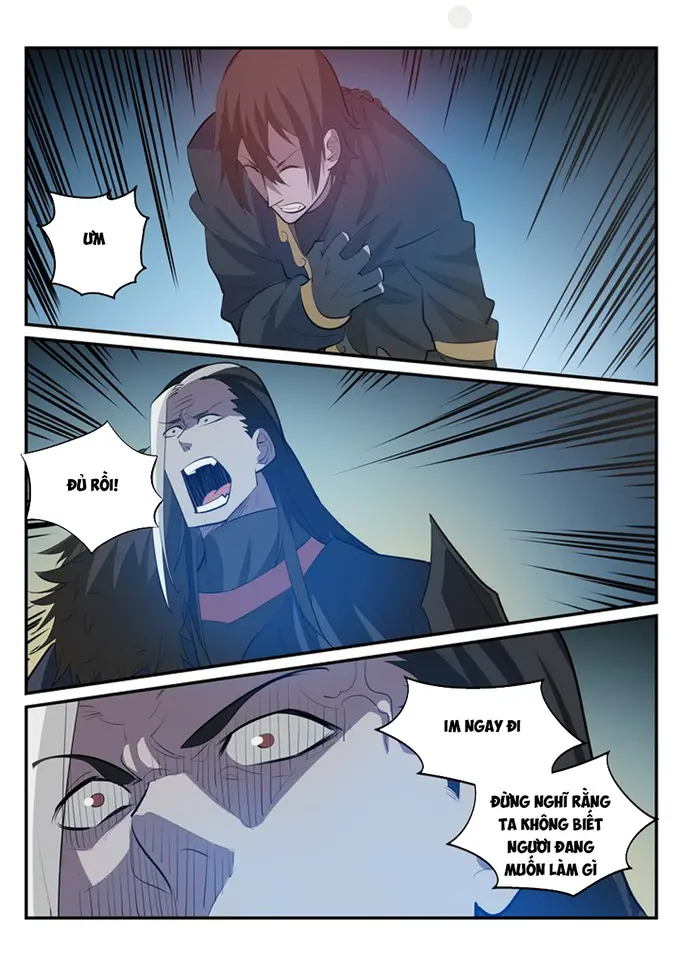 ƯM
ĐỦ RỒI!
IM NGAY ĐI
ĐỪNG NGHĨ RẰNG
TA KHÔNG BIẾT
NGƯƠI ĐANG
MUỐN LÀM GÌ